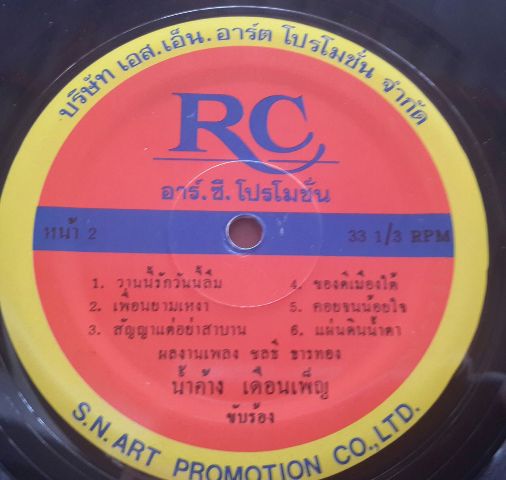 บริษัท เอส.เอ็น.อาร์ต โปรโมชั่น จำกัด
RC
อาร์.ซี.โปรโมชั่น
หน้า 2
33 1/3 RPM
1. วานนี้รักวันนี้ลืม
2. เพื่อนยามเหงา
3. สัญญาแต่อย่าสาบาน
4. ของดีเมืองใต้
5. คอยจนน้อยใจ
6. แผ่นดินน้ำตา
ผลงานเพลง ชลธี ธารทอง
น้ำค้าง เดือนเพ็ญ
ขับร้อง
S.N. ART PROMOTION CO.,LTD.